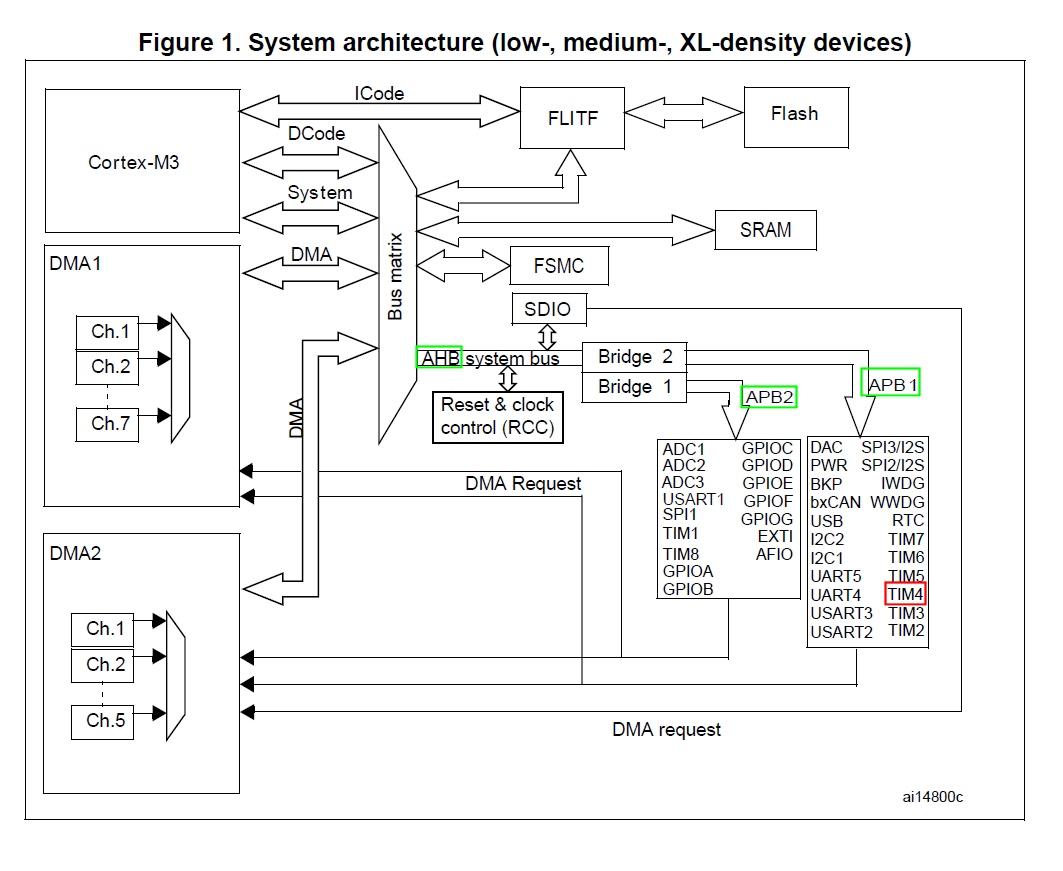 Figure 1. System architecture (low-, medium-, XL-density devices)
ICode
FLITF
Flash
DCode
Cortex-M3
System
SRAM
DMA
DMA1
Bus matrix
FSMC
SDIO
Ch.1
Ch.2
Ch.7
AHB system bus
Bridge 2
Bridge 1
APB2
APB1
Reset & clock
control (RCC)
DMA
ADC1 GPIOC
ADC2 GPIOD
ADC3 GPIOE
USART1 GPIOF
SPI1 GPIOG
TIM1 EXTI
TIM8 AFIO
GPIOA
GPIOB
DAC SPI3/I2S
PWR SPI2/I2S
BKP IWDG
bxCAN WWDG
USB RTC
I2C2 TIM7
I2C1 TIM6
UART5 TIM5
UART4 TIM4
USART3 TIM3
USART2 TIM2
DMA Request
DMA2
Ch.1
Ch.2
Ch.5
DMA request
ai14800c